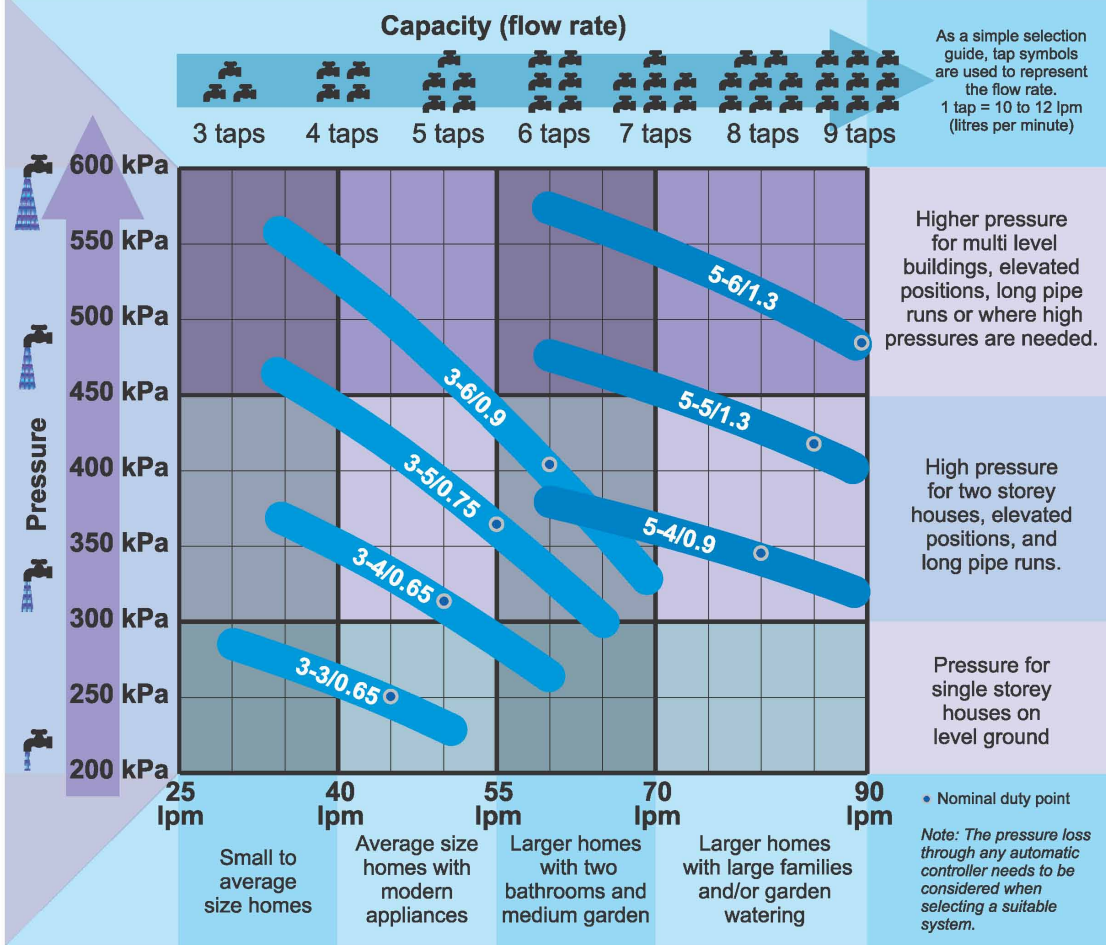 Capacity (flow rate)
As a simple selection
guide, tap symbols
are used to represent
the flow rate.
1 tap = 10 to 12 lpm
(litres per minute)
3 taps
4 taps
5 taps
6 taps
7 taps
8 taps
9 taps
Pressure
600 kPa
550 kPa
500 kPa
450 kPa
400 kPa
350 kPa
300 kPa
250 kPa
200 kPa
5-6/1.3
5-5/1.3
3-6/0.9
3-5/0.75
5-4/0.9
3-4/0.65
3-3/0.65
Higher pressure
for multi level
buildings, elevated
positions, long pipe
runs or where high
pressures are needed.
High pressure
for two storey
houses, elevated
positions, and
long pipe runs.
Pressure for
single storey
houses on
level ground
25
lpm
40
lpm
55
lpm
70
lpm
90
lpm
Small to
average
size homes
Average size
homes with
modern
appliances
Larger homes
with two
bathrooms and
medium garden
Larger homes
with large families
and/or garden
watering
Nominal duty point
Note: The pressure loss
through any automatic
controller needs to be
considered when
selecting a suitable
system.